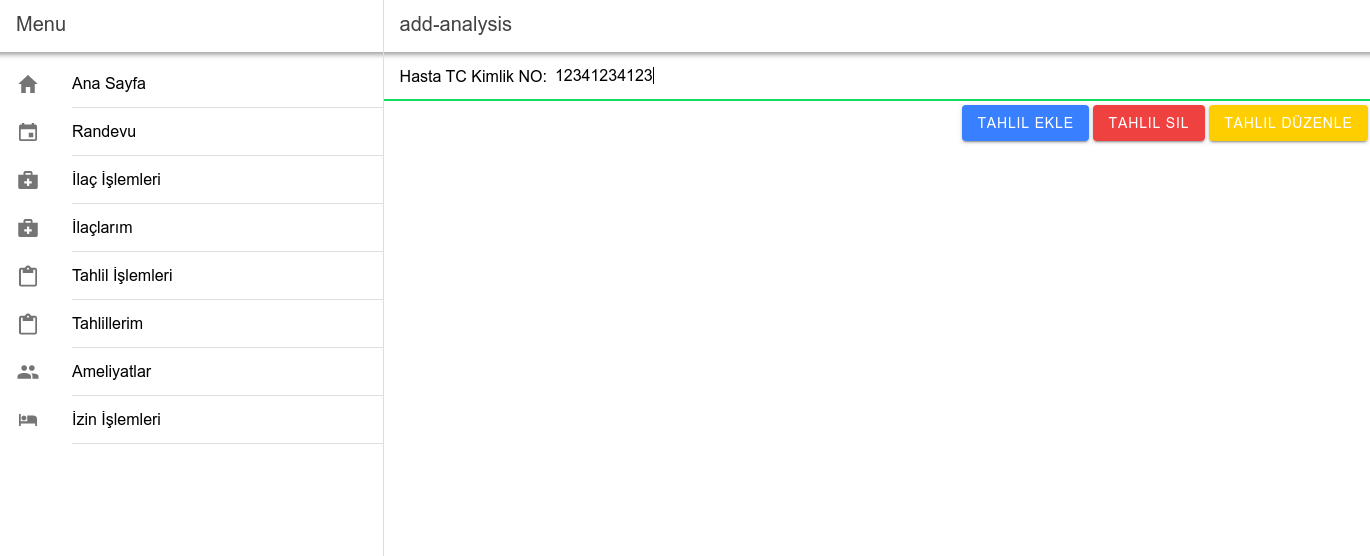 Menu
add-analysis
Ana Sayfa
Randevu
İlaç İşlemleri
İlaçlarım
Tahlil İşlemleri
Tahlillerim
Ameliyatlar
İzin İşlemleri
Hasta TC Kimlik NO: 12341234123
TAHLIL EKLE TAHLIL SIL TAHLIL DÜZENLE